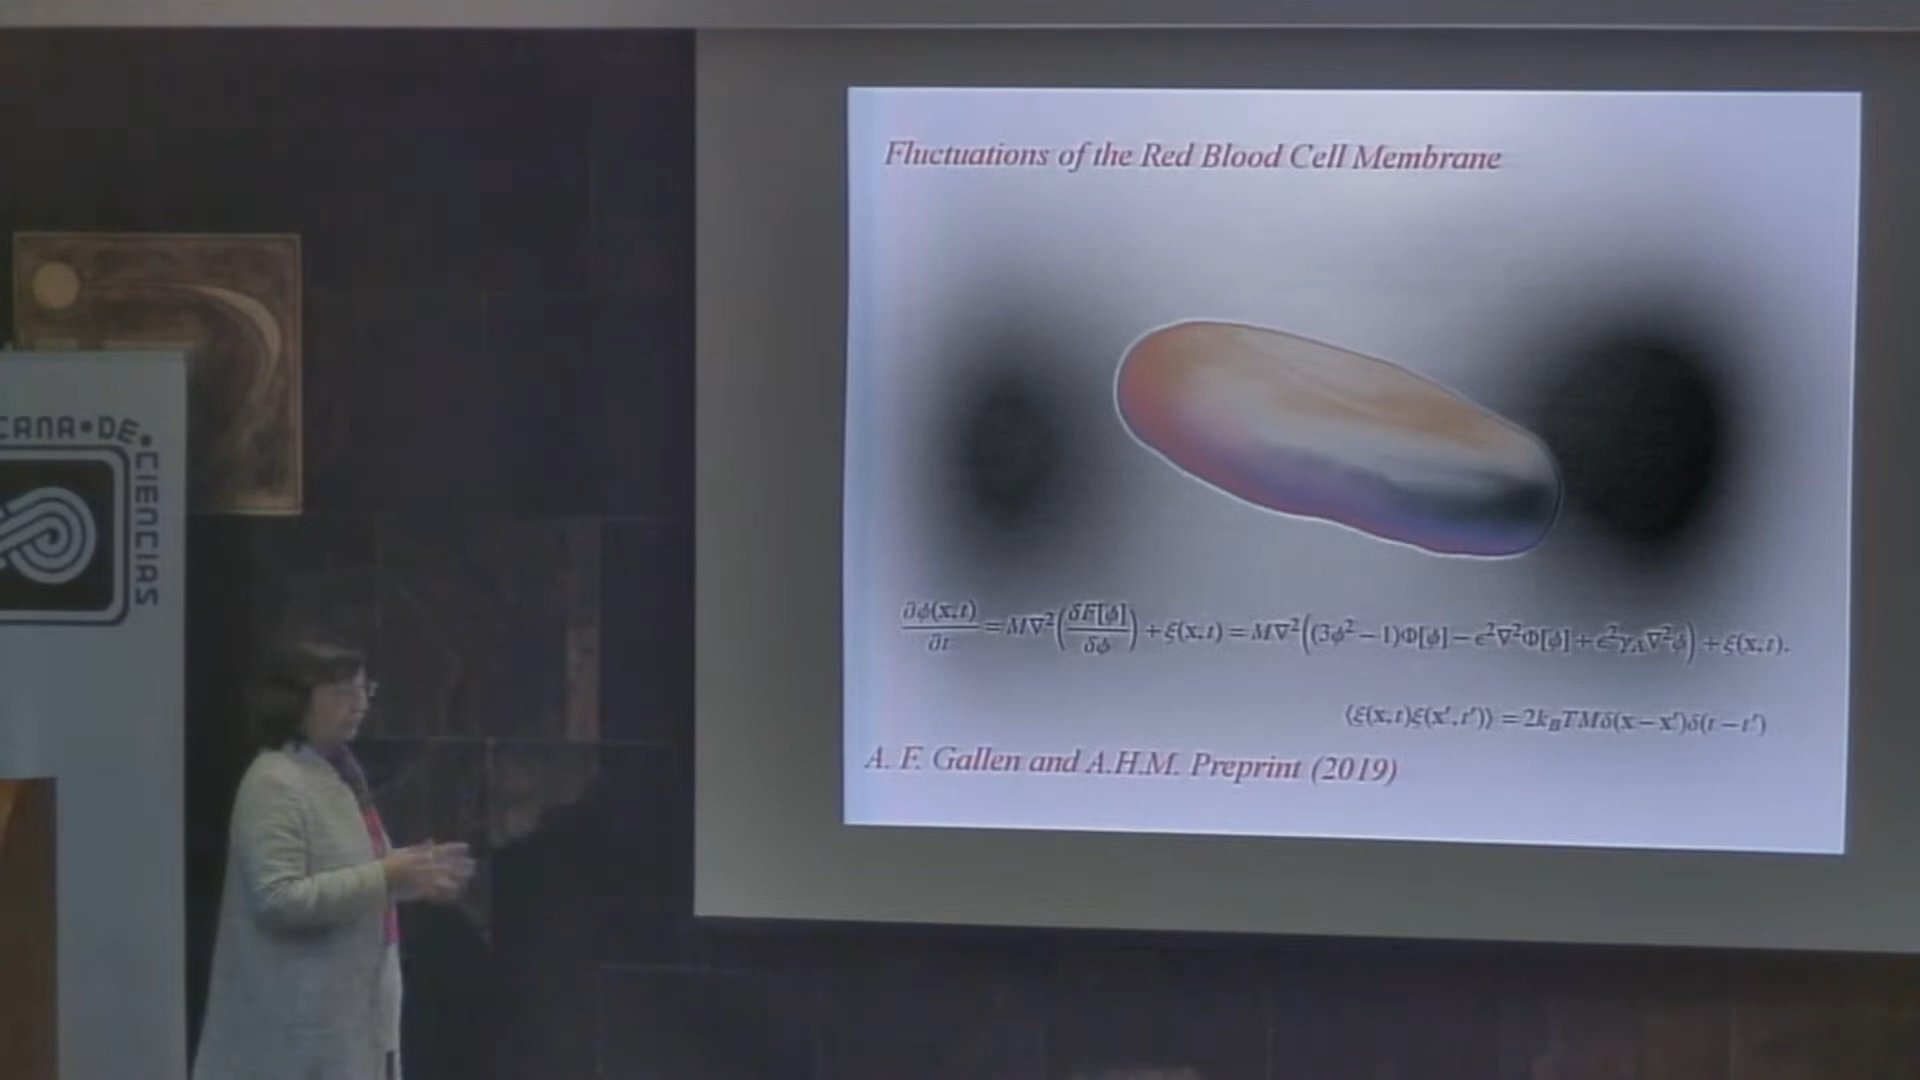 CANA•DE•CIENCIAS
Fluctuations of the Red Blood Cell Membrane
∂ϕ(x,t)/∂t = M∇²(δF[ϕ]/δϕ) + ξ(x,t) = M∇²((3ϕ² − 1)Φ[ϕ] − ϵ²∇²Φ[ϕ] + ϵ²γ_A∇²ϕ) + ξ(x,t).
⟨ξ(x,t)ξ(x′,t′)⟩ = 2k_BTMδ(x − x′)δ(t − t′)
A. F. Gallen and A.H.M. Preprint (2019)